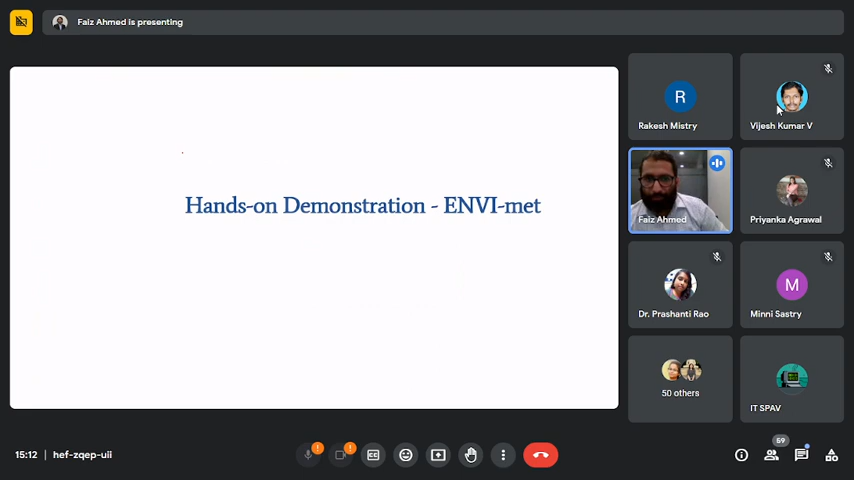 Faiz Ahmed is presenting
Hands-on Demonstration - ENVI-met
R
Rakesh Mistry
Vijesh Kumar V
Faiz Ahmed
Priyanka Agrawal
Dr. Prashanti Rao
M
Minni Sastry
50 others
IT SPAV
15:12 | hef-zqep-uii
59